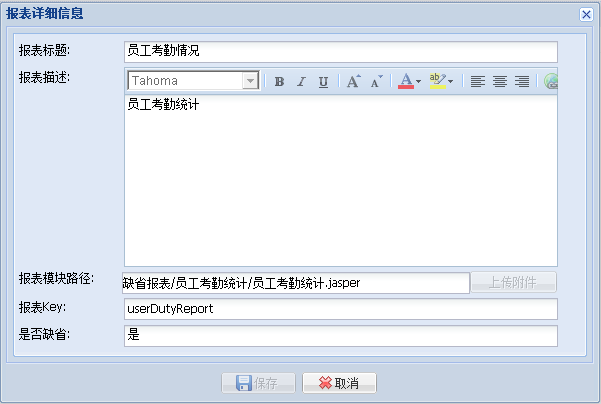 报表详细信息
报表标题: 员工考勤情况
报表描述: Tahoma B I U A A A ab
员工考勤统计
报表模块路径: 缺省报表/员工考勤统计/员工考勤统计.jasper 上传附件
报表Key: userDutyReport
是否缺省: 是
保存 取消